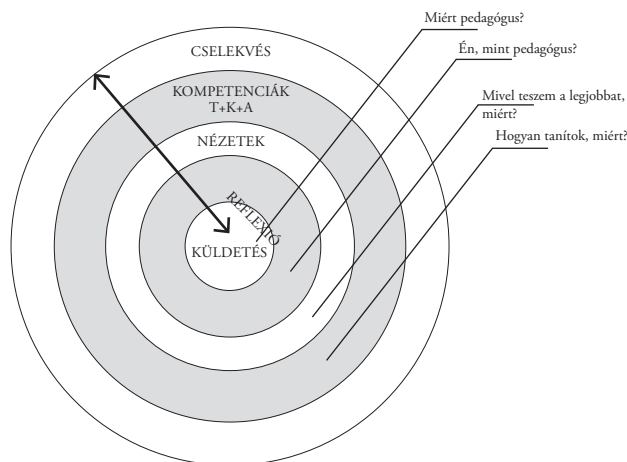 Miért pedagógus?
Én, mint pedagógus?
Mivel teszem a legjobbat,
miért?
Hogyan tanítok, miért?
CSELEKVÉS
KOMPETENCIÁK
T+K+A
NÉZETEK
REFLEXIÓ
KÜLDETÉS